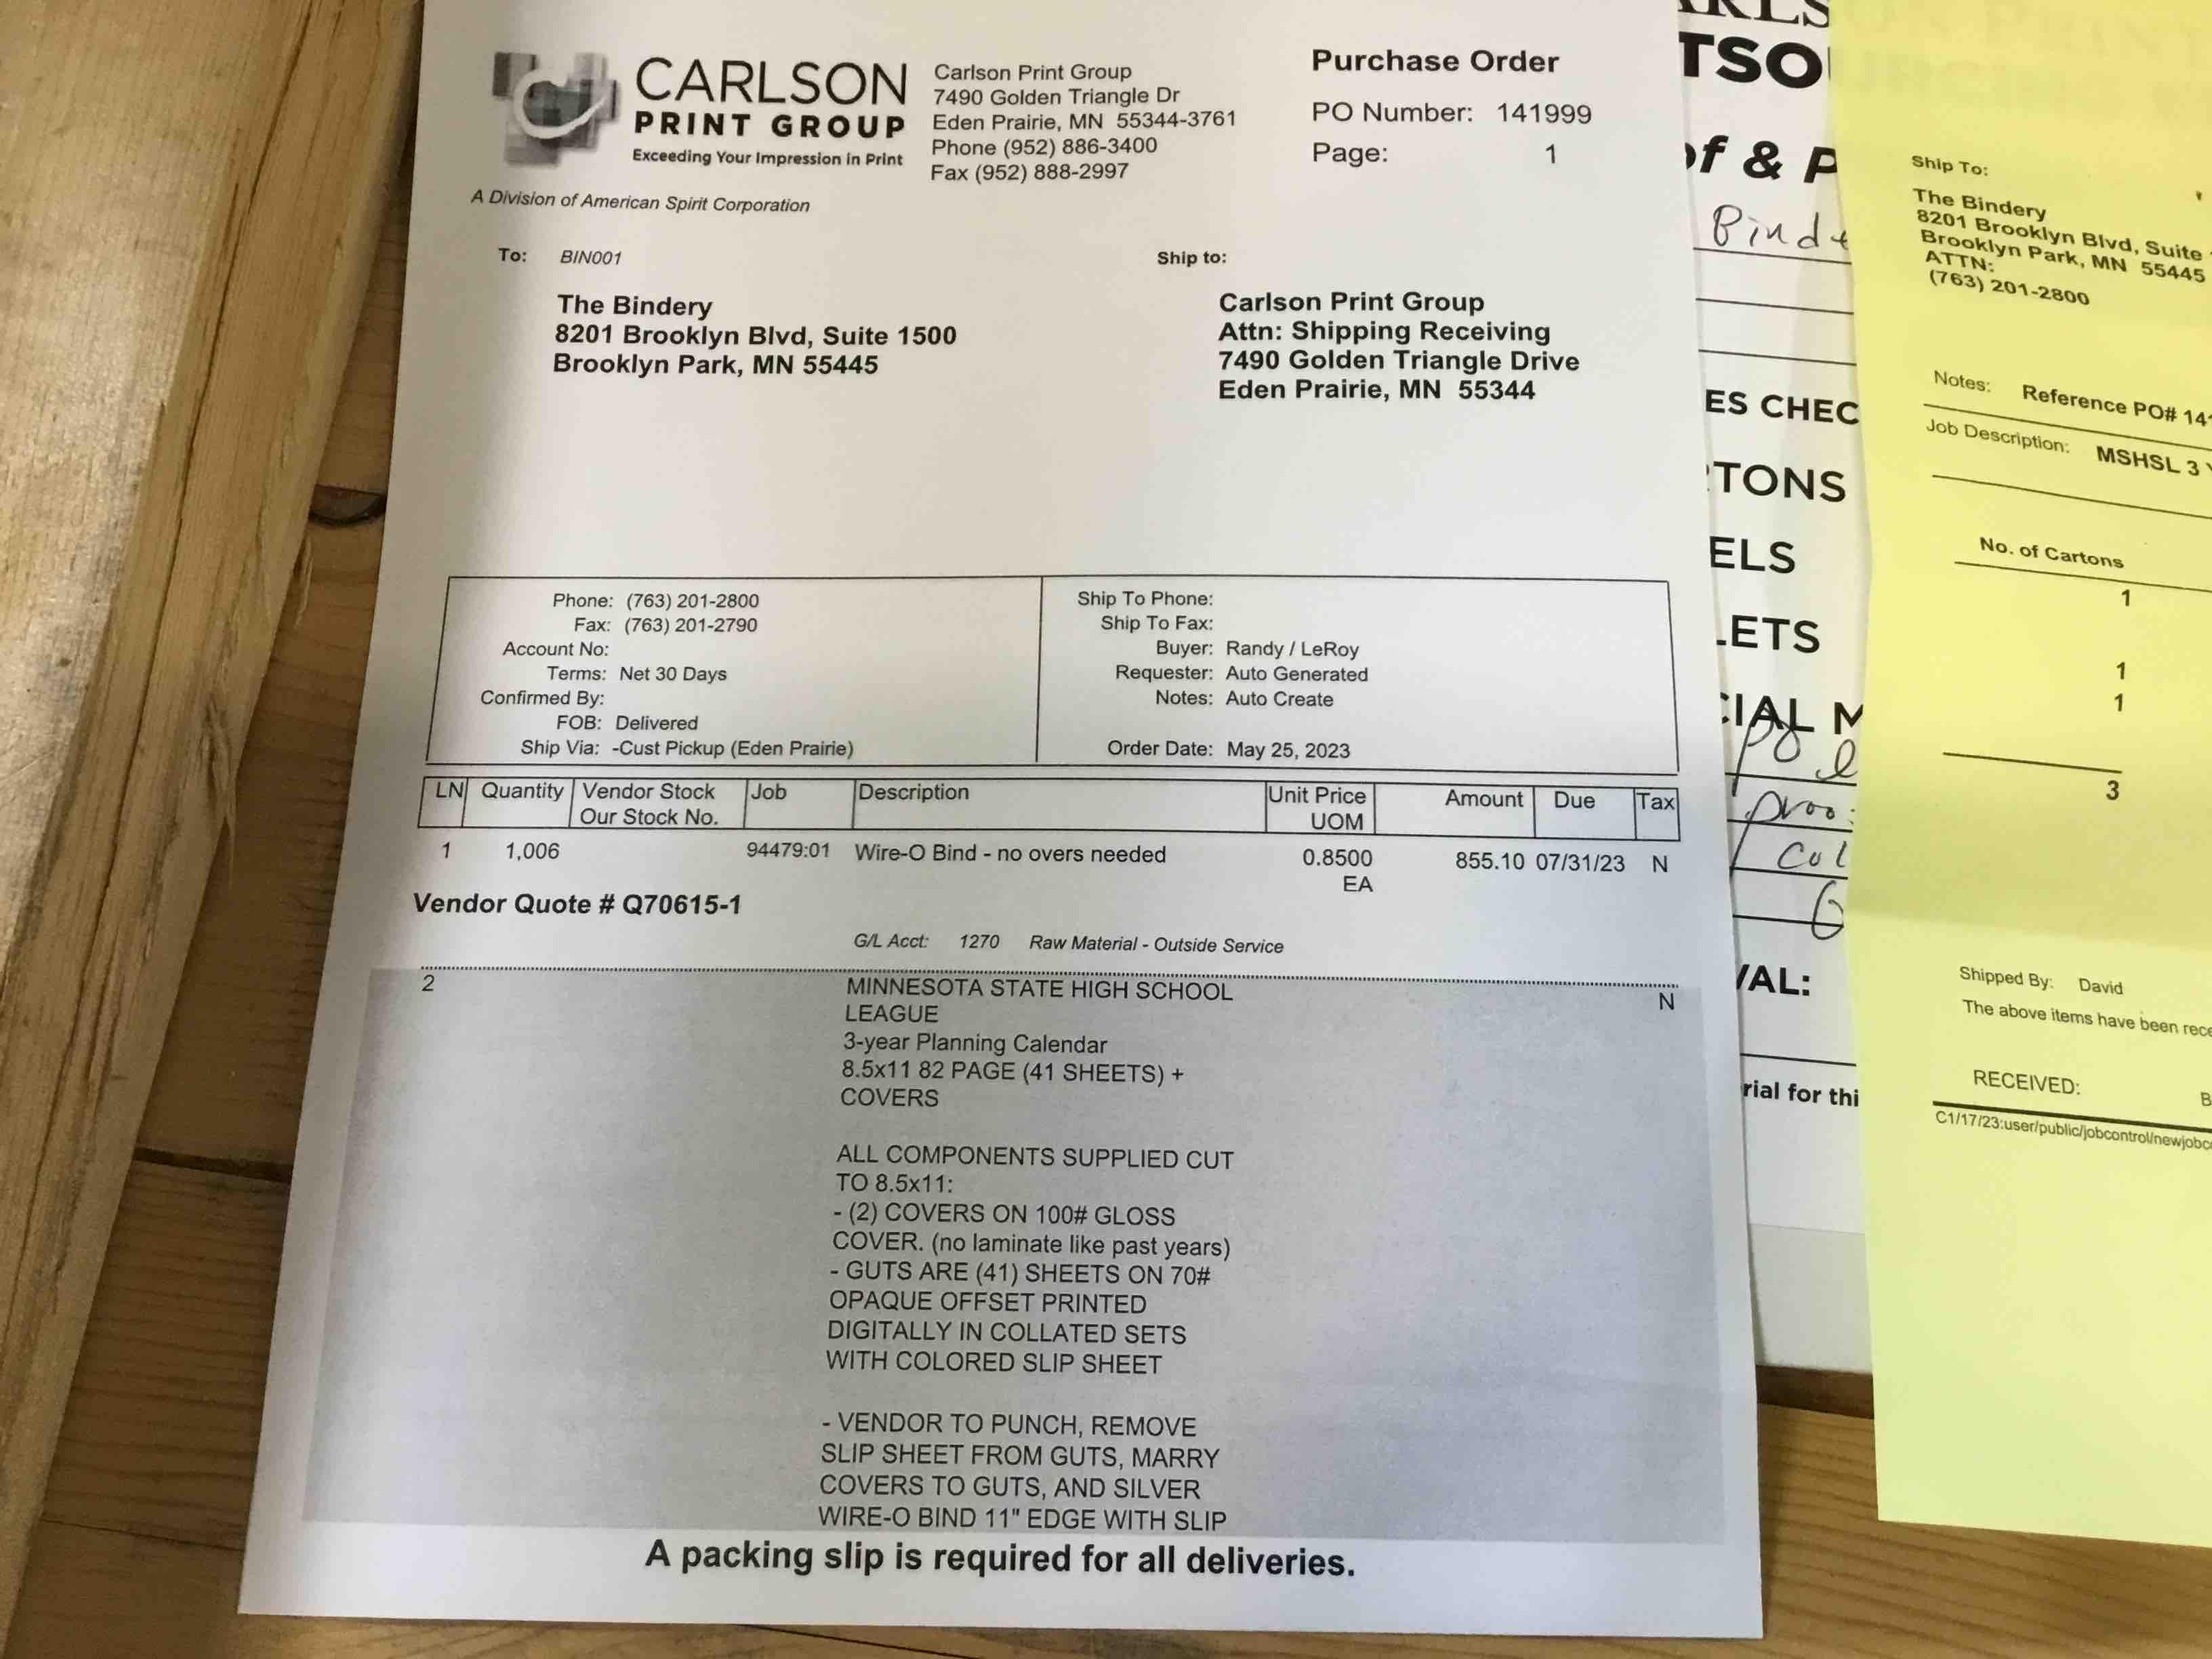 CARLSON
PRINT GROUP
Exceeding Your Impression in Print
A Division of American Spirit Corporation
Carlson Print Group
7490 Golden Triangle Dr
Eden Prairie, MN 55344-3761
Phone (952) 886-3400
Fax (952) 888-2997
Purchase Order
PO Number: 141999
Page: 1
To: BIN001
The Bindery
8201 Brooklyn Blvd, Suite 1500
Brooklyn Park, MN 55445
Ship to:
Carlson Print Group
Attn: Shipping Receiving
7490 Golden Triangle Drive
Eden Prairie, MN 55344
Phone: (763) 201-2800
Fax: (763) 201-2790
Account No:
Terms: Net 30 Days
Confirmed By:
FOB: Delivered
Ship Via: -Cust Pickup (Eden Prairie)
Ship To Phone:
Ship To Fax:
Buyer: Randy / LeRoy
Requester: Auto Generated
Notes: Auto Create
Order Date: May 25, 2023
LN Quantity Vendor Stock Job Description Unit Price Amount Due Tax
Our Stock No. UOM
1 1,006 94479:01 Wire-O Bind - no overs needed 0.8500 855.10 07/31/23 N
EA
Vendor Quote # Q70615-1
G/L Acct: 1270 Raw Material - Outside Service
2 MINNESOTA STATE HIGH SCHOOL N
LEAGUE
3-year Planning Calendar
8.5x11 82 PAGE (41 SHEETS) +
COVERS
ALL COMPONENTS SUPPLIED CUT
TO 8.5x11:
- (2) COVERS ON 100# GLOSS
COVER. (no laminate like past years)
- GUTS ARE (41) SHEETS ON 70#
OPAQUE OFFSET PRINTED
DIGITALLY IN COLLATED SETS
WITH COLORED SLIP SHEET
- VENDOR TO PUNCH, REMOVE
SLIP SHEET FROM GUTS, MARRY
COVERS TO GUTS, AND SILVER
WIRE-O BIND 11" EDGE WITH SLIP
A packing slip is required for all deliveries.
TSO
of & P
Bind
ES CHEC
TONS
ELS
LETS
CIAL M
po
proo
Col
VAL:
rial for thi
Ship To:
The Bindery
8201 Brooklyn Blvd, Suite
Brooklyn Park, MN 55445
ATTN:
(763) 201-2800
Notes: Reference PO# 14
Job Description: MSHSL 3
No. of Cartons
1
1
1
3
Shipped By: David
The above items have been rece
RECEIVED:
C1/17/23:user/public/jobcontrol/newjobc